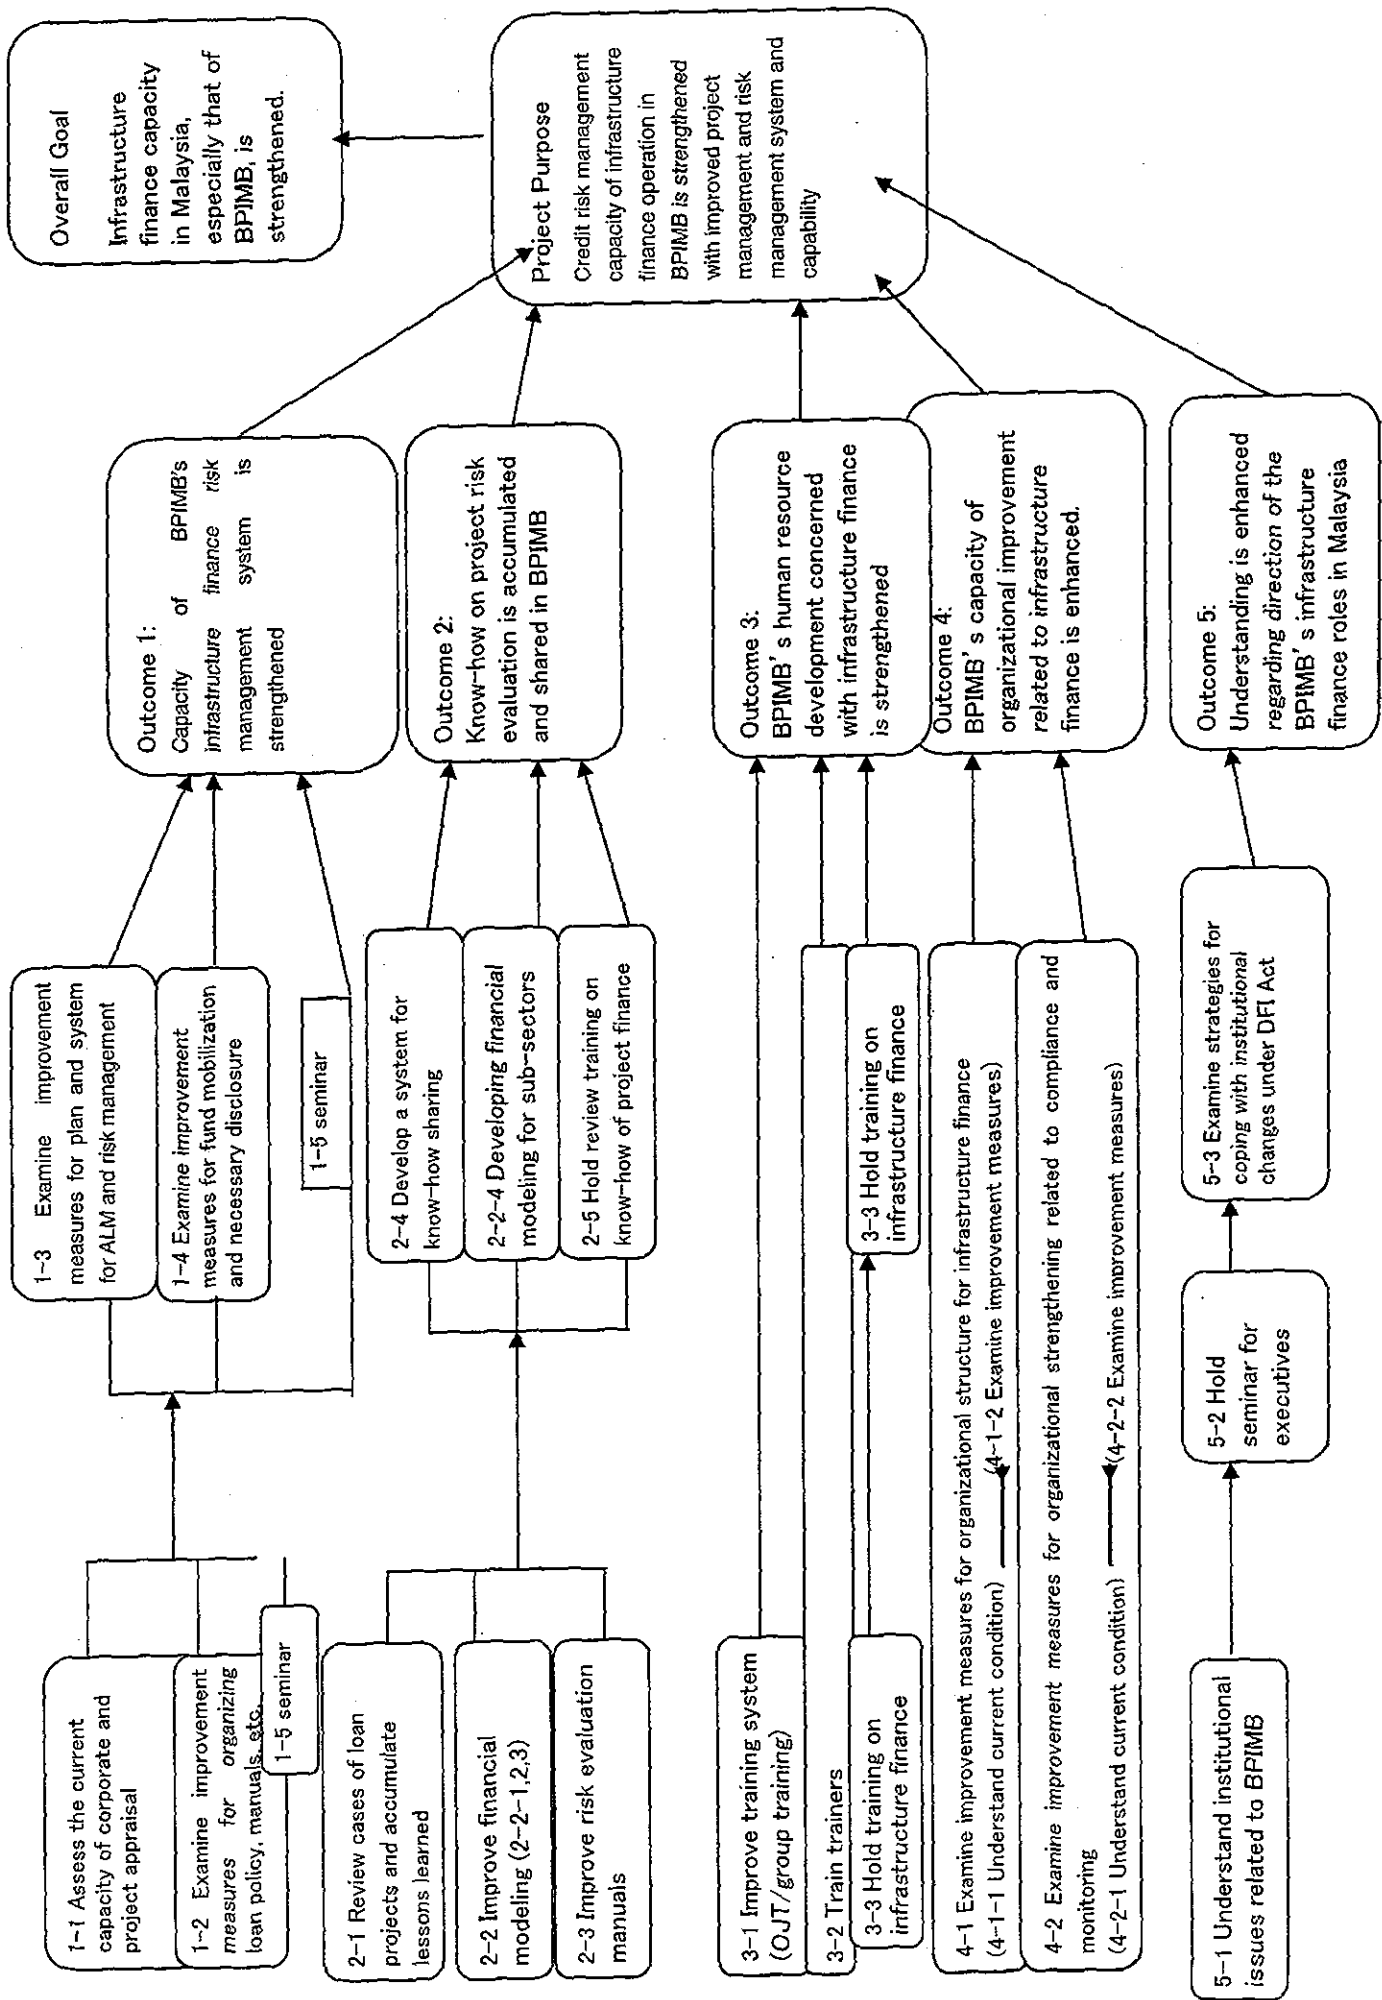 Overall Goal
Infrastructure
finance capacity
in Malaysia,
especially that of
BPIMB, is
strengthened.
Project Purpose
Credit risk management
capacity of infrastructure
finance operation in
BPIMB is strengthened
with improved project
management and risk
management system and
capability
Outcome 1:
Capacity of BPIMB's
infrastructure finance risk
management system is
strengthened
Outcome 2:
Know-how on project risk
evaluation is accumulated
and shared in BPIMB
Outcome 3:
BPIMB's human resource
development concerned
with infrastructure finance
is strengthened
Outcome 4:
BPIMB's capacity of
organizational improvement
related to infrastructure
finance is enhanced.
Outcome 5:
Understanding is enhanced
regarding direction of the
BPIMB's infrastructure
finance roles in Malaysia
1-3 Examine improvement
measures for plan and system
for ALM and risk management
1-4 Examine improvement
measures for fund mobilization
and necessary disclosure
1-5 seminar
2-4 Develop a system for
know-how sharing
2-2-4 Developing financial
modeling for sub-sectors
2-5 Hold review training on
know-how of project finance
3-3 Hold training on
infrastructure finance
5-3 Examine strategies for
coping with institutional
changes under DFI Act
5-2 Hold
seminar for
executives
1-1 Assess the current
capacity of corporate and
project appraisal
1-2 Examine improvement
measures for organizing
loan policy, manuals, etc.
1-5 seminar
2-1 Review cases of loan
projects and accumulate
lessons learned
2-2 Improve financial
modeling (2-2-1,2,3)
2-3 Improve risk evaluation
manuals
3-1 Improve training system
(OJT/group training)
3-2 Train trainers
3-3 Hold training on
infrastructure finance
4-1 Examine improvement measures for organizational structure for infrastructure finance
(4-1-1 Understand current condition) (4-1-2 Examine improvement measures)
4-2 Examine improvement measures for organizational strengthening related to compliance and
monitoring
(4-2-1 Understand current condition) (4-2-2 Examine improvement measures)
5-1 Understand institutional
issues related to BPIMB